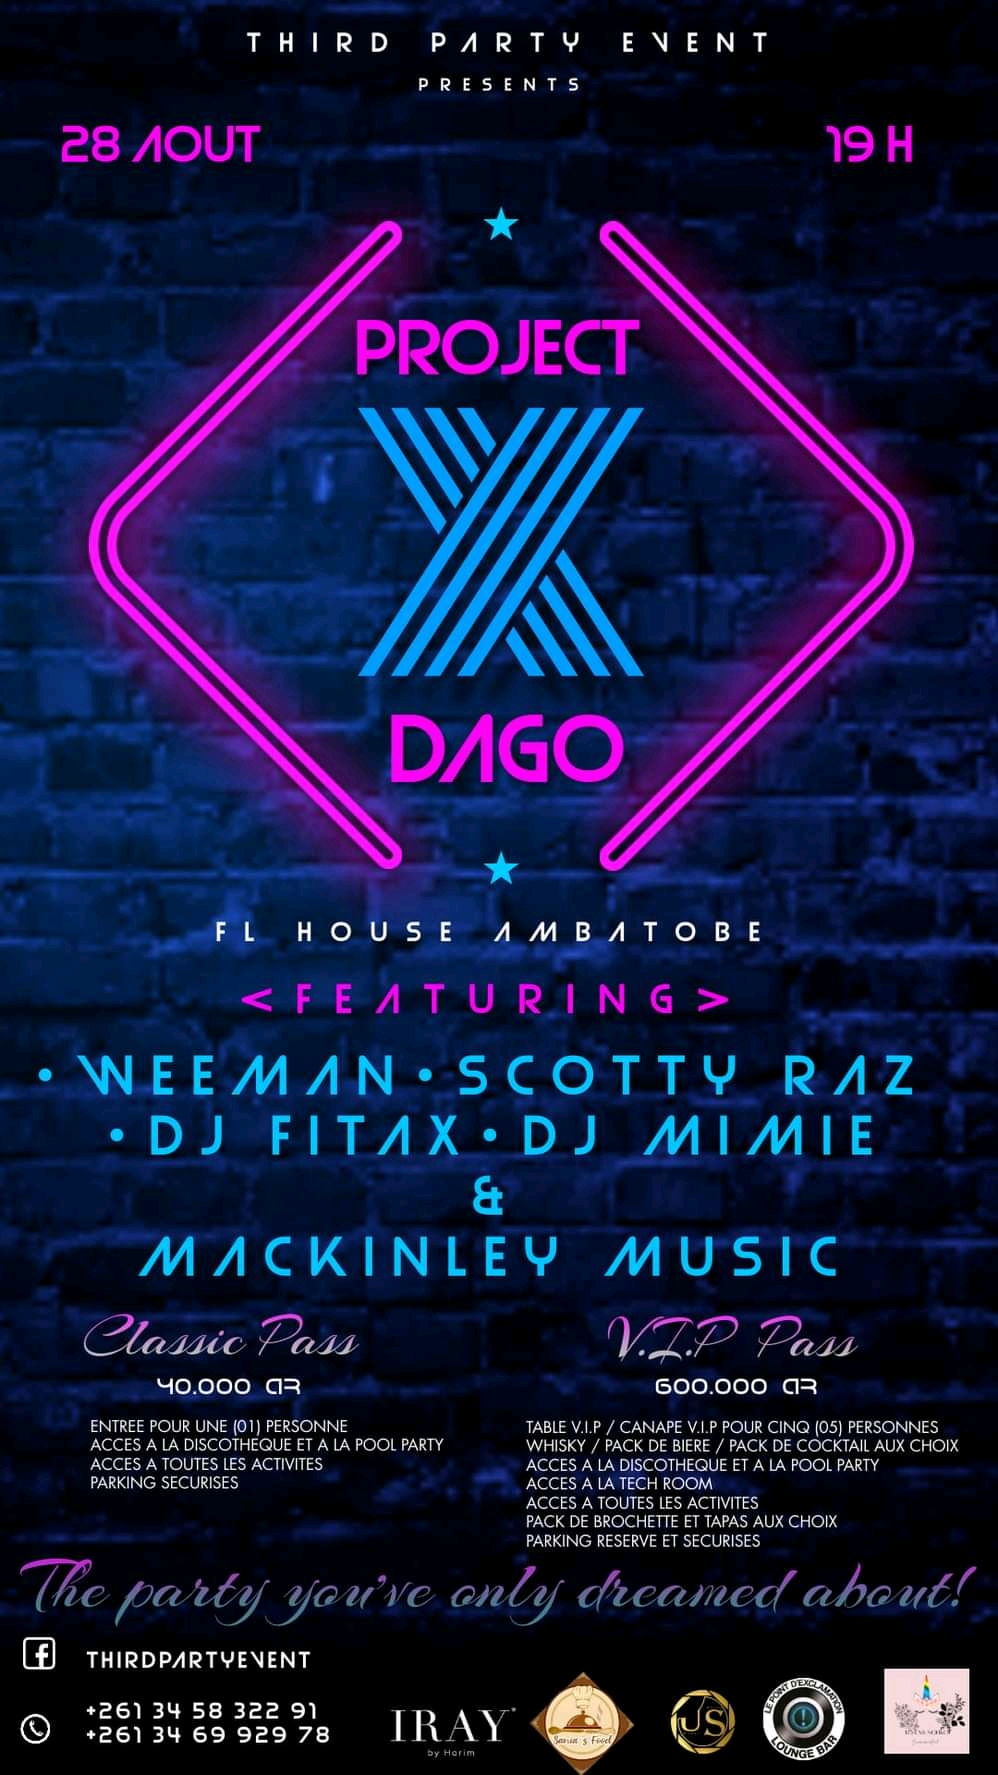 THIRD PARTY EVENT
PRESENTS
28 AOUT
19 H
PROJECT
X
DAGO
FL HOUSE AMBATOBE
<FEATURING>
• WEEMAN • SCOTTY RAZ
• DJ FITAX • DJ MIMIE
&
MACKINLEY MUSIC
Classic Pass
40.000 AR
ENTREE POUR UNE (01) PERSONNE
ACCES A LA DISCOTHEQUE ET A LA POOL PARTY
ACCES A TOUTES LES ACTIVITES
PARKING SECURISES
V.I.P Pass
600.000 AR
TABLE V.I.P / CANAPE V.I.P POUR CINQ (05) PERSONNES
WHISKY / PACK DE BIERE / PACK DE COCKTAIL AUX CHOIX
ACCES A LA DISCOTHEQUE ET A LA POOL PARTY
ACCES A LA TECH ROOM
ACCES A TOUTES LES ACTIVITES
PACK DE BROCHETTE ET TAPAS AUX CHOIX
PARKING RESERVE ET SECURISES
The party you've only dreamed about!
THIRDPARTYEVENT
+261 34 58 322 91
+261 34 69 929 78
IRAY
by Harim
Food
JS
LE POINT D'EXCLAMATION
LOUNGE BAR